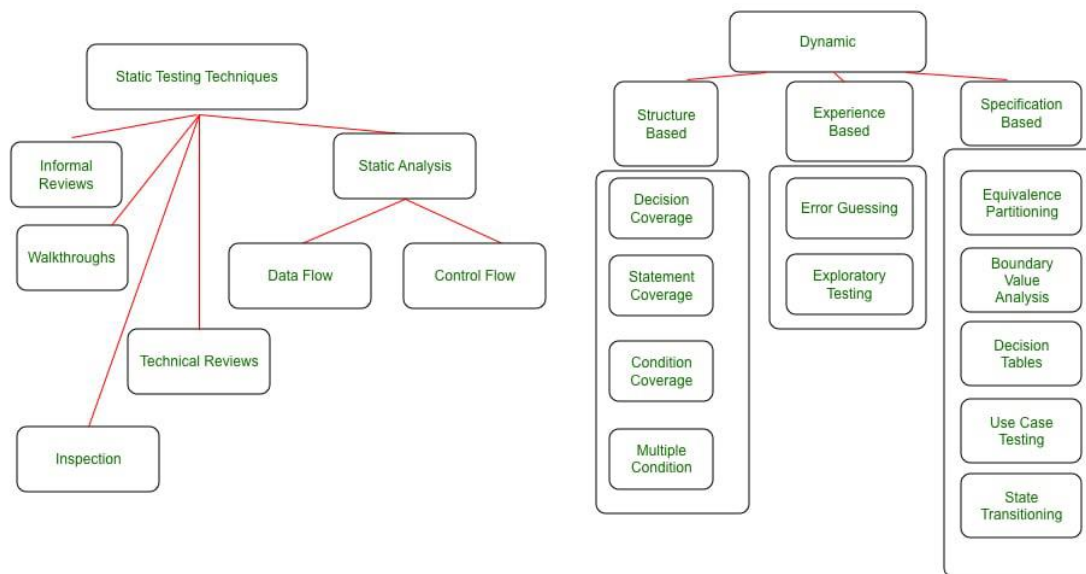 Static Testing Techniques
Informal
Reviews
Static Analysis
Walkthroughs
Data Flow
Control Flow
Technical Reviews
Inspection
Dynamic
Structure
Based
Decision
Coverage
Statement
Coverage
Condition
Coverage
Multiple
Condition
Experience
Based
Error Guessing
Exploratory
Testing
Specification
Based
Equivalence
Partitioning
Boundary
Value
Analysis
Decision
Tables
Use Case
Testing
State
Transitioning